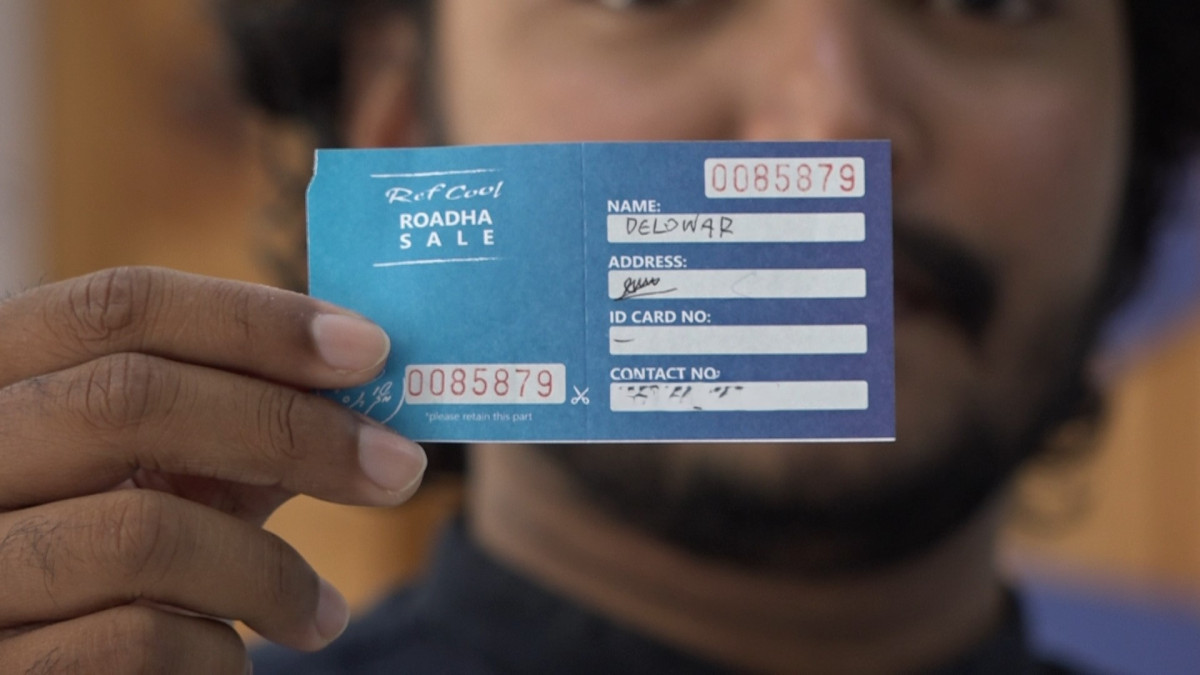 Ref Cool
ROADHA
SALE
0085879
*please retain this part
0085879
NAME:
DELOWAR
ADDRESS:
ID CARD NO:
–
CONTACT NO: